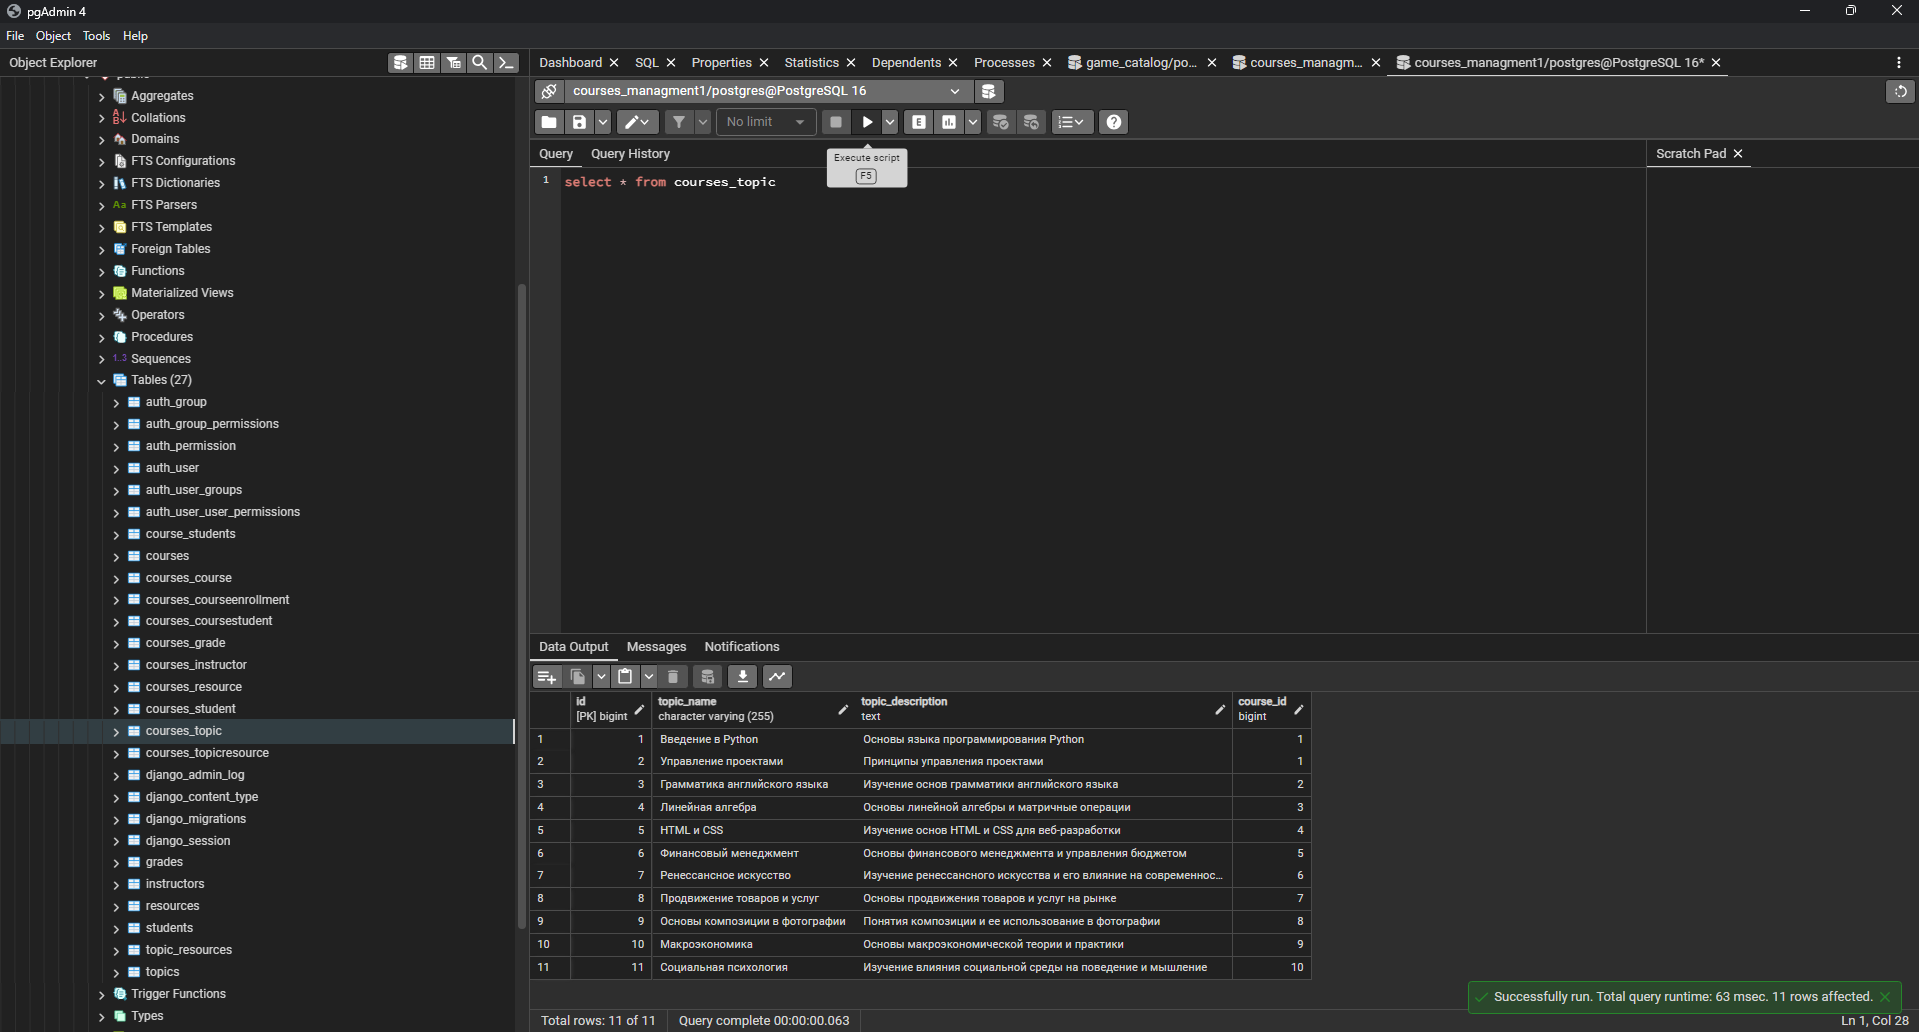 pgAdmin 4
File Object Tools Help
Object Explorer
Dashboard SQL Properties Statistics Dependents Processes game_catalog/po... courses_managm... courses_managment1/postgres@PostgreSQL 16*
courses_managment1/postgres@PostgreSQL 16
No limit
Query Query History
Execute script
F5
Scratch Pad
1 select * from courses_topic
Aggregates
Collations
Domains
FTS Configurations
FTS Dictionaries
Aa FTS Parsers
FTS Templates
Foreign Tables
Functions
Materialized Views
Operators
Procedures
1..3 Sequences
Tables (27)
auth_group
auth_group_permissions
auth_permission
auth_user
auth_user_groups
auth_user_user_permissions
course_students
courses
courses_course
courses_courseenrollment
courses_coursestudent
courses_grade
courses_instructor
courses_resource
courses_student
courses_topic
courses_topicresource
django_admin_log
django_content_type
django_migrations
django_session
grades
instructors
resources
students
topic_resources
topics
Trigger Functions
Types
Data Output Messages Notifications
id topic_name topic_description course_id
[PK] bigint character varying (255) text bigint
1 1 Введение в Python Основы языка программирования Python 1
2 2 Управление проектами Принципы управления проектами 1
3 3 Грамматика английского языка Изучение основ грамматики английского языка 2
4 4 Линейная алгебра Основы линейной алгебры и матричные операции 3
5 5 HTML и CSS Изучение основ HTML и CSS для веб-разработки 4
6 6 Финансовый менеджмент Основы финансового менеджмента и управления бюджетом 5
7 7 Ренессансное искусство Изучение ренессансного искусства и его влияние на современнос... 6
8 8 Продвижение товаров и услуг Основы продвижения товаров и услуг на рынке 7
9 9 Основы композиции в фотографии Понятия композиции и ее использование в фотографии 8
10 10 Макроэкономика Основы макроэкономической теории и практики 9
11 11 Социальная психология Изучение влияния социальной среды на поведение и мышление 10
Successfully run. Total query runtime: 63 msec. 11 rows affected.
Total rows: 11 of 11 Query complete 00:00:00.063 Ln 1, Col 28